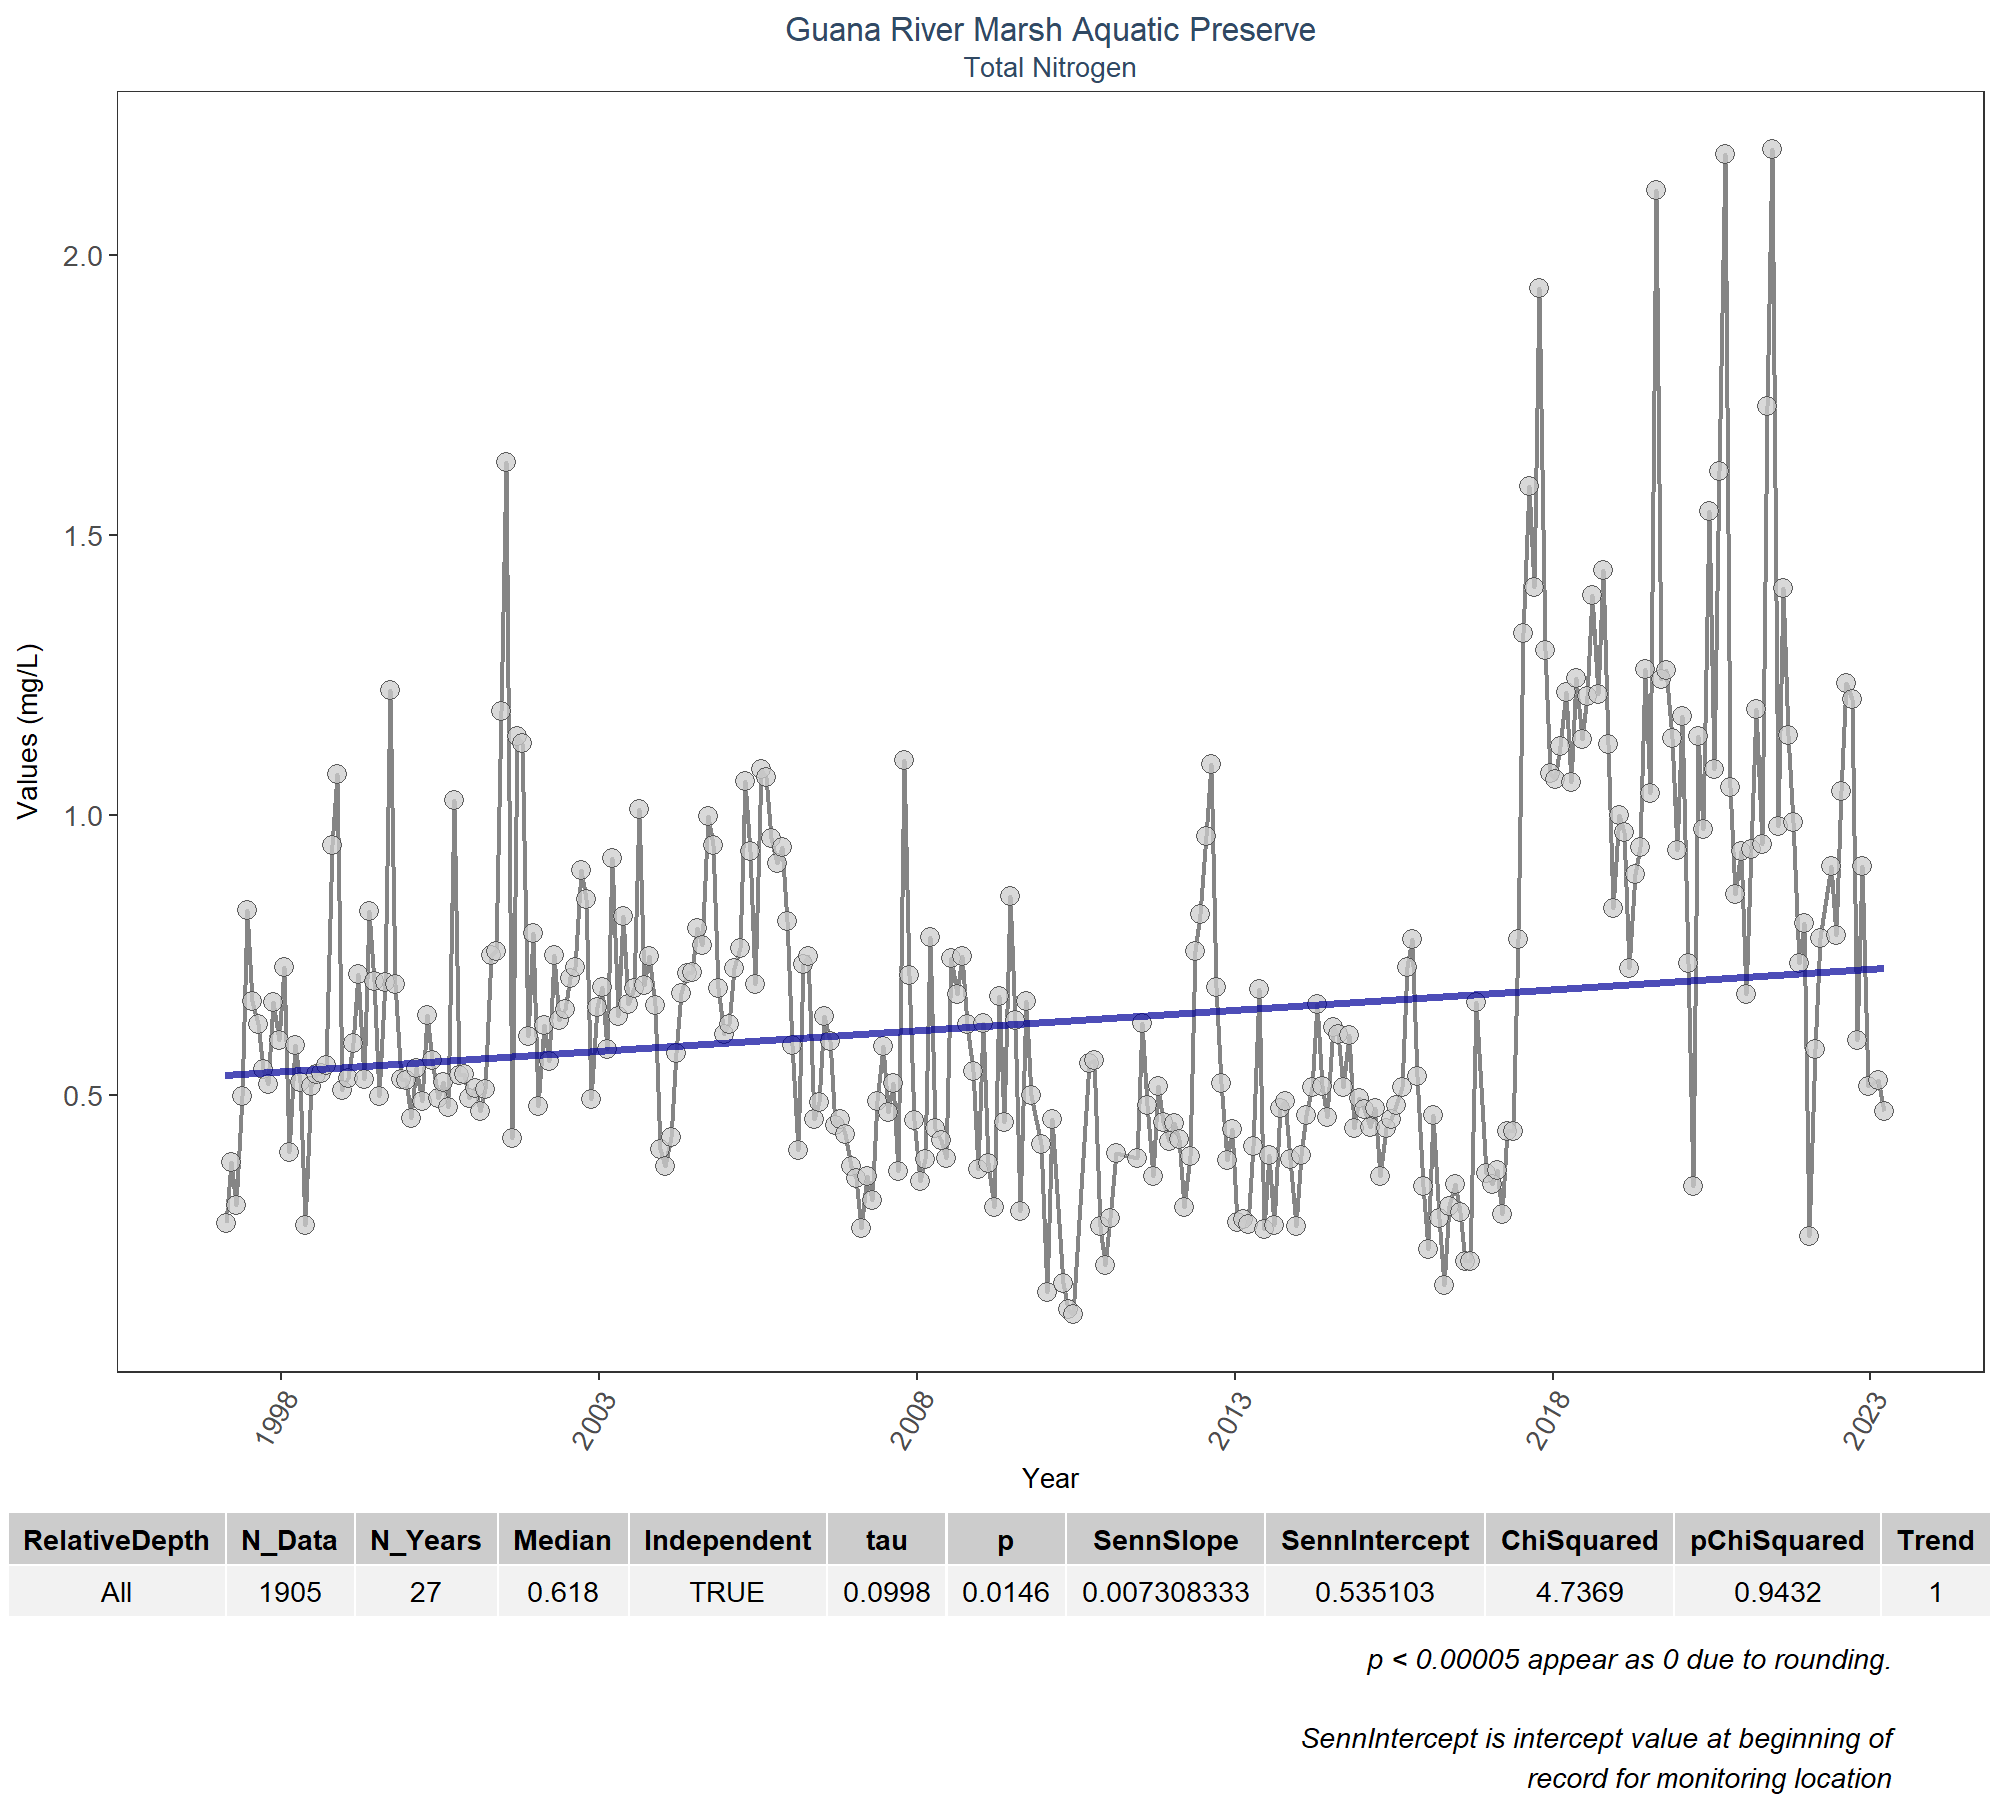 Guana River Marsh Aquatic Preserve
Total Nitrogen
Values (mg/L)
2.0
1.5
1.0
0.5
1998 2003 2008 2013 2018 2023
Year
RelativeDepth N_Data N_Years Median Independent tau p SennSlope SennIntercept ChiSquared pChiSquared Trend
All 1905 27 0.618 TRUE 0.0998 0.0146 0.007308333 0.535103 4.7369 0.9432 1
p < 0.00005 appear as 0 due to rounding.
SennIntercept is intercept value at beginning of
record for monitoring location